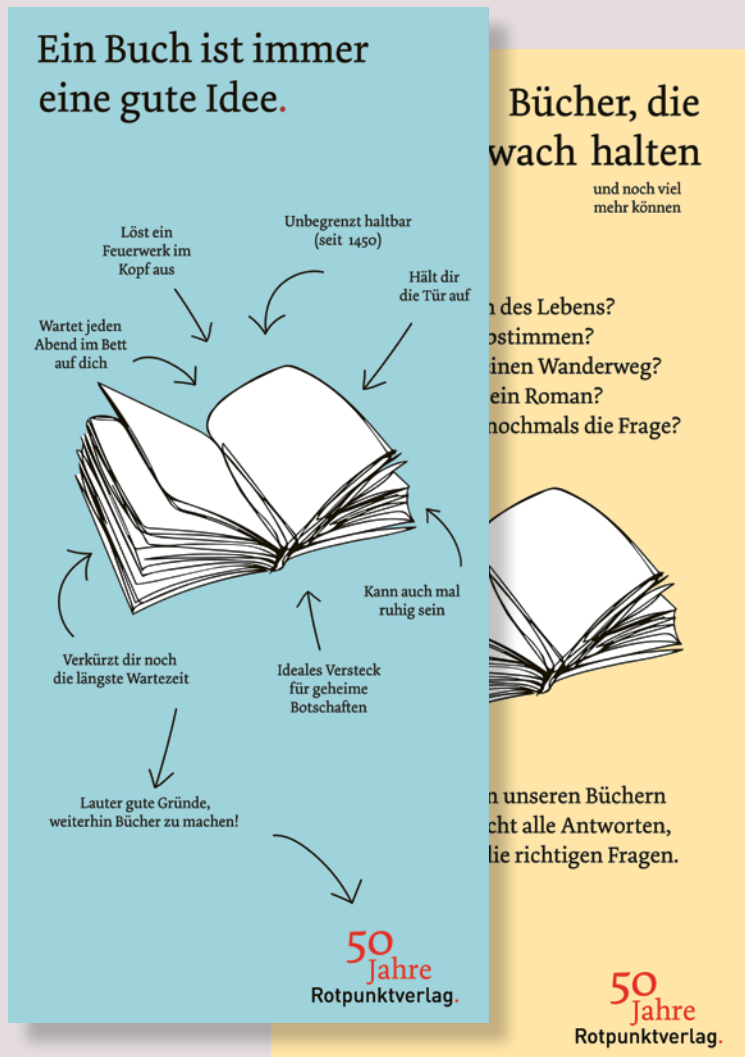 Ein Buch ist immer
eine gute Idee.
Unbegrenzt haltbar
(seit 1450)
Löst ein
Feuerwerk im
Kopf aus
Hält dir
die Tür auf
Wartet jeden
Abend im Bett
auf dich
Kann auch mal
ruhig sein
Verkürzt dir noch
die längste Wartezeit
Ideales Versteck
für geheime
Botschaften
Lauter gute Gründe,
weiterhin Bücher zu machen!
50
Jahre
Rotpunktverlag.
Bücher, die
wach halten
und noch viel
mehr können
des Lebens?
Wanderweg?
ein Roman?
nochmals die Frage?
unseren Büchern
alle Antworten,
richtigen Fragen.
50
Jahre
Rotpunktverlag.